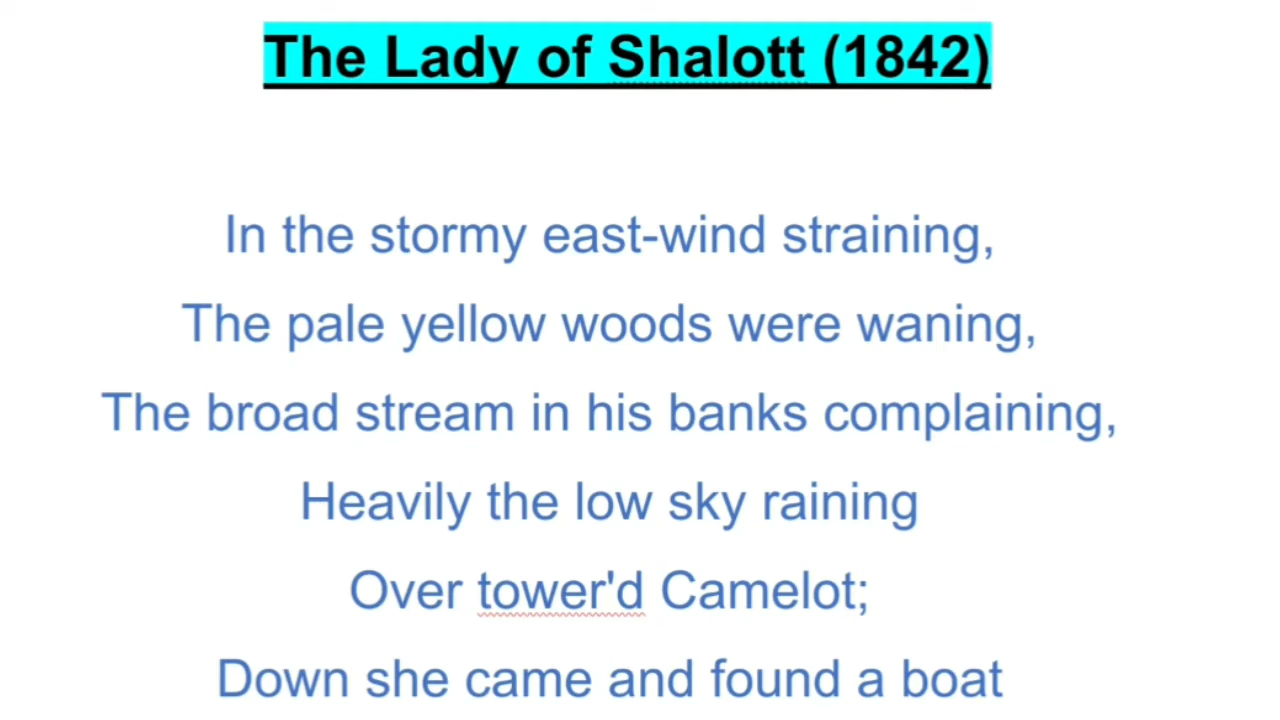 The Lady of Shalott (1842)
In the stormy east-wind straining,
The pale yellow woods were waning,
The broad stream in his banks complaining,
Heavily the low sky raining
Over tower'd Camelot;
Down she came and found a boat